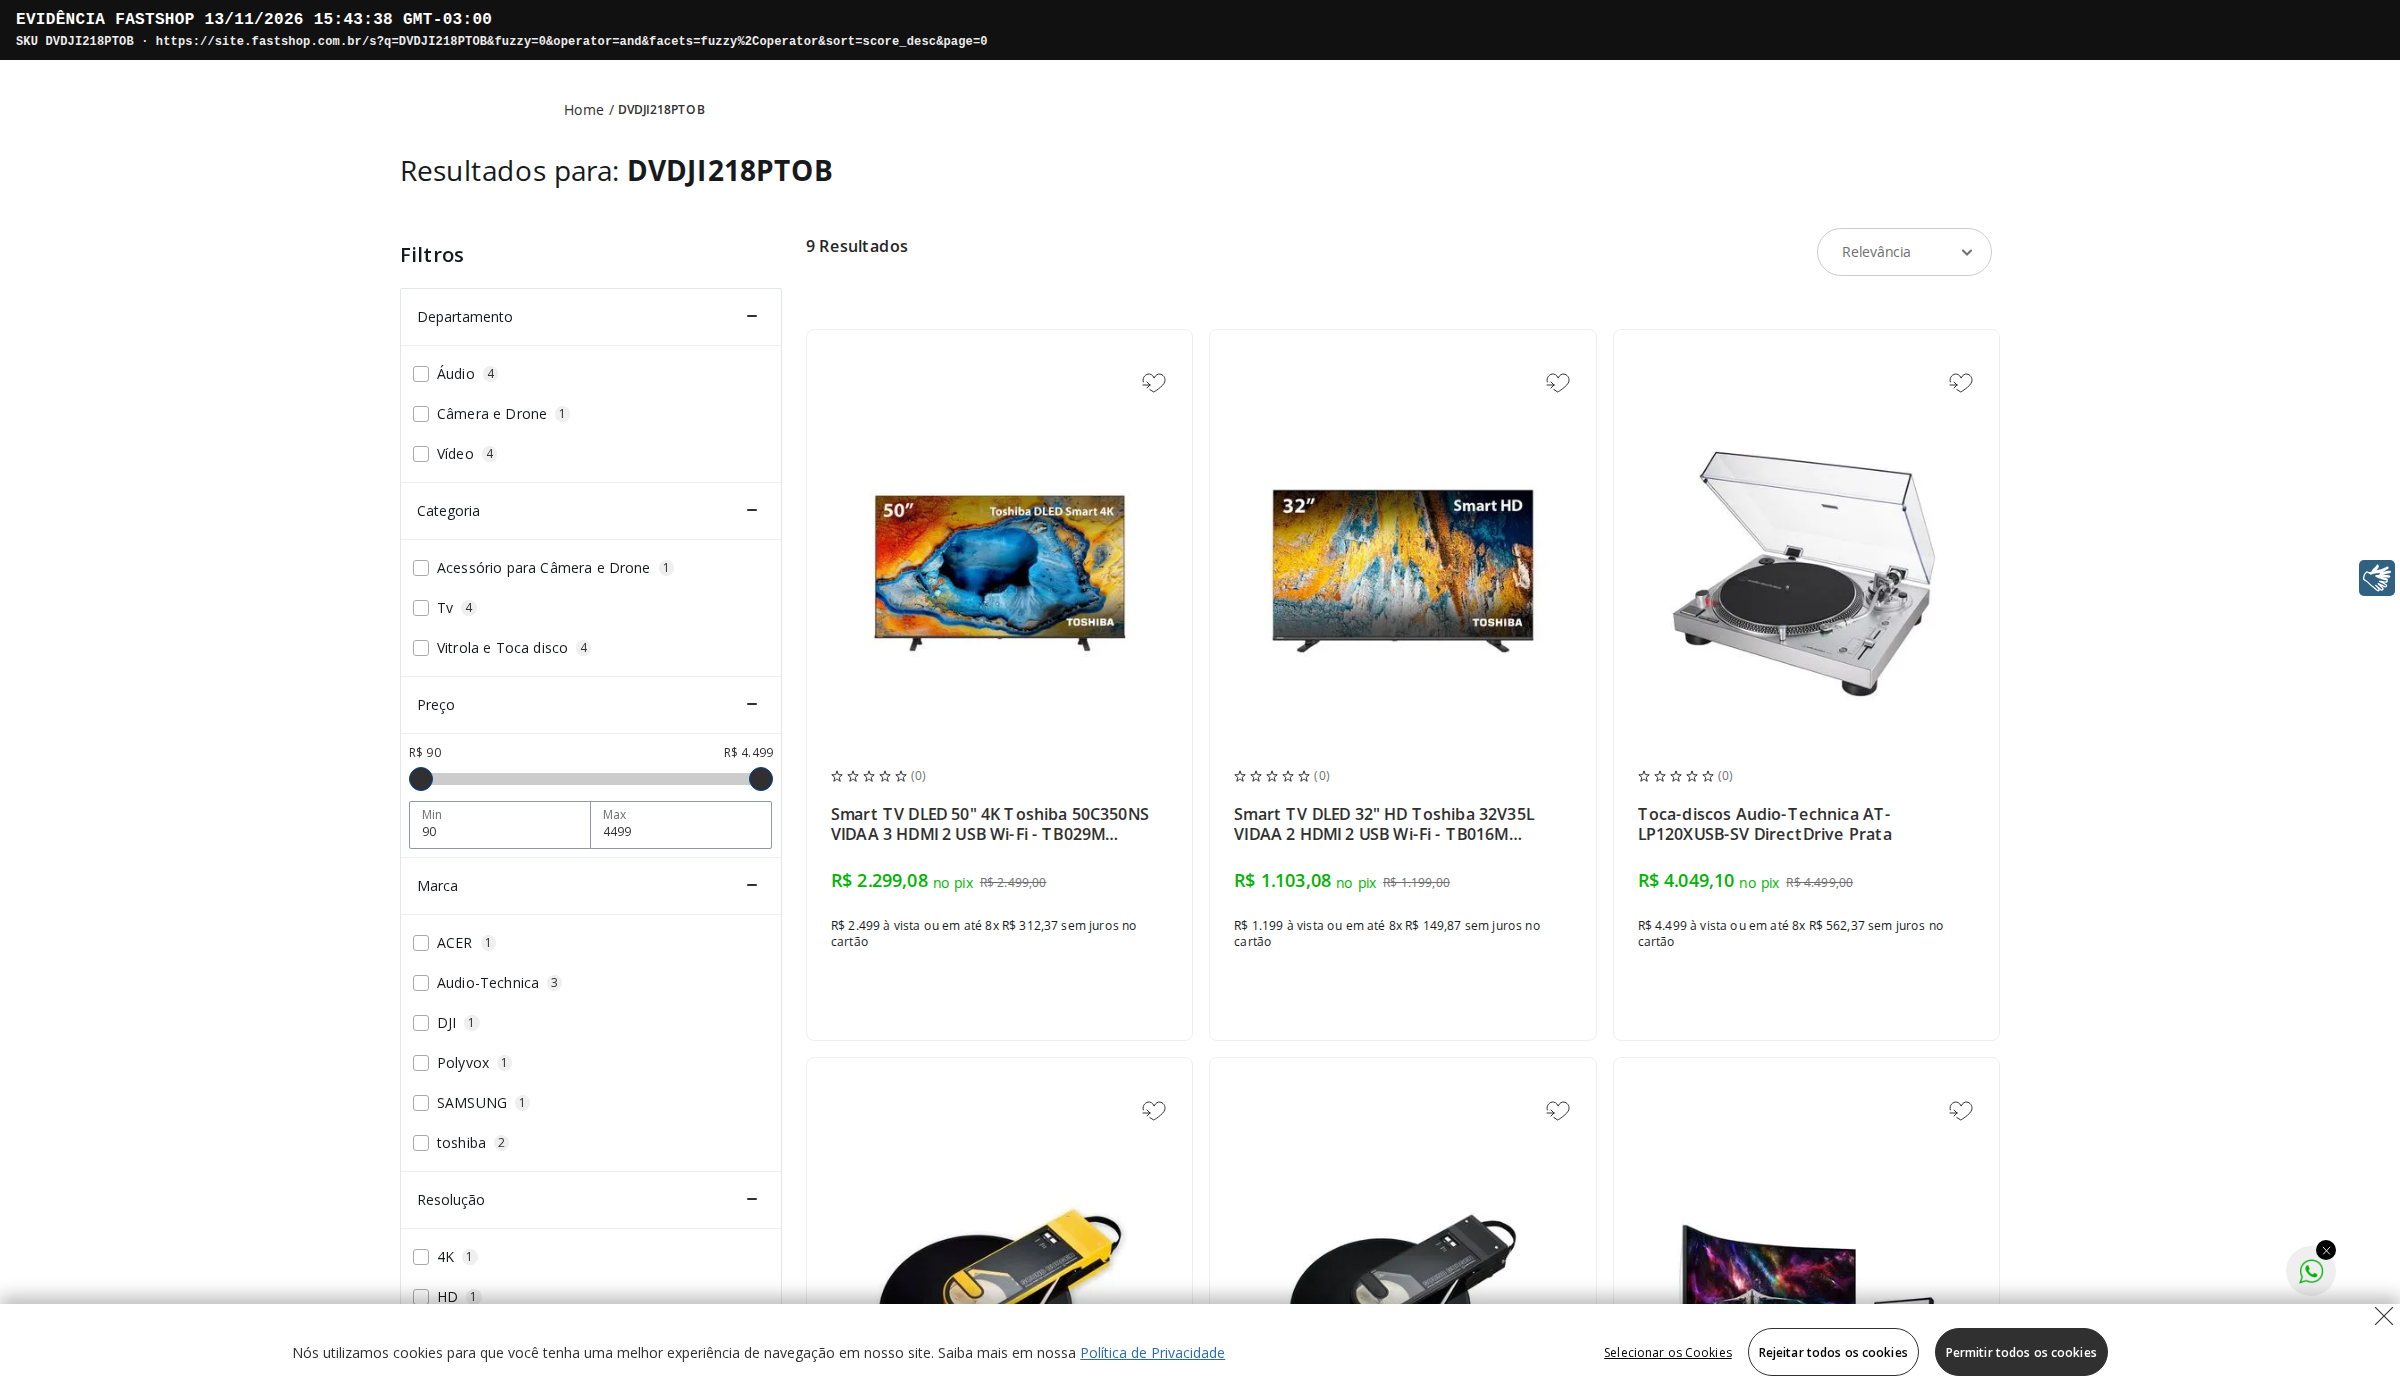 EVIDÊNCIA FASTSHOP 13/11/2026 15:43:38 GMT-03:00
SKU DVDJI218PTOB · https://site.fastshop.com.br/s?q=DVDJI218PTOB&fuzzy=0&operator=and&facets=fuzzy%2Coperator&sort=score_desc&page=0
Home / DVDJI218PTOB
Resultados para: DVDJI218PTOB
Filtros
9 Resultados
Relevância
Departamento
Áudio 4
Câmera e Drone 1
Vídeo 4
Categoria
Acessório para Câmera e Drone 1
Tv 4
Vitrola e Toca disco 4
Preço
R$ 90 R$ 4.499
Min Max
90 4499
Marca
ACER 1
Audio-Technica 3
DJI 1
Polyvox 1
SAMSUNG 1
toshiba 2
Resolução
4K 1
HD 1
50” Toshiba DLED Smart 4K
TOSHIBA
(0)
Smart TV DLED 50" 4K Toshiba 50C350NS
VIDAA 3 HDMI 2 USB Wi-Fi - TB029M...
R$ 2.299,08 no pix R$ 2.499,00
R$ 2.499 à vista ou em até 8x R$ 312,37 sem juros no
cartão
32” Smart HD
TOSHIBA
(0)
Smart TV DLED 32" HD Toshiba 32V35L
VIDAA 2 HDMI 2 USB Wi-Fi - TB016M...
R$ 1.103,08 no pix R$ 1.199,00
R$ 1.199 à vista ou em até 8x R$ 149,87 sem juros no
cartão
(0)
Toca-discos Audio-Technica AT-
LP120XUSB-SV DirectDrive Prata
R$ 4.049,10 no pix R$ 4.499,00
R$ 4.499 à vista ou em até 8x R$ 562,37 sem juros no
cartão
Nós utilizamos cookies para que você tenha uma melhor experiência de navegação em nosso site. Saiba mais em nossa Política de Privacidade
Selecionar os Cookies
Rejeitar todos os cookies
Permitir todos os cookies